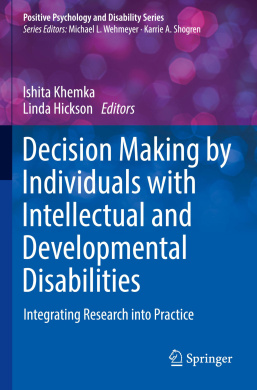 Positive Psychology and Disability Series
Series Editors: Michael L. Wehmeyer · Karrie A. Shogren
Ishita Khemka
Linda Hickson Editors
Decision Making by
Individuals with
Intellectual and
Developmental
Disabilities
Integrating Research into Practice
Springer